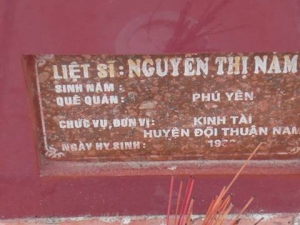 LIỆT SĨ : NGUYỄN THỊ NĂM
SINH NĂM :
QUÊ QUÁN : PHÚ YÊN
CHỨC VỤ, ĐƠN VỊ : KINH TÀI
HUYỆN ĐỘI THUẬN NAM
NGÀY HY SINH :